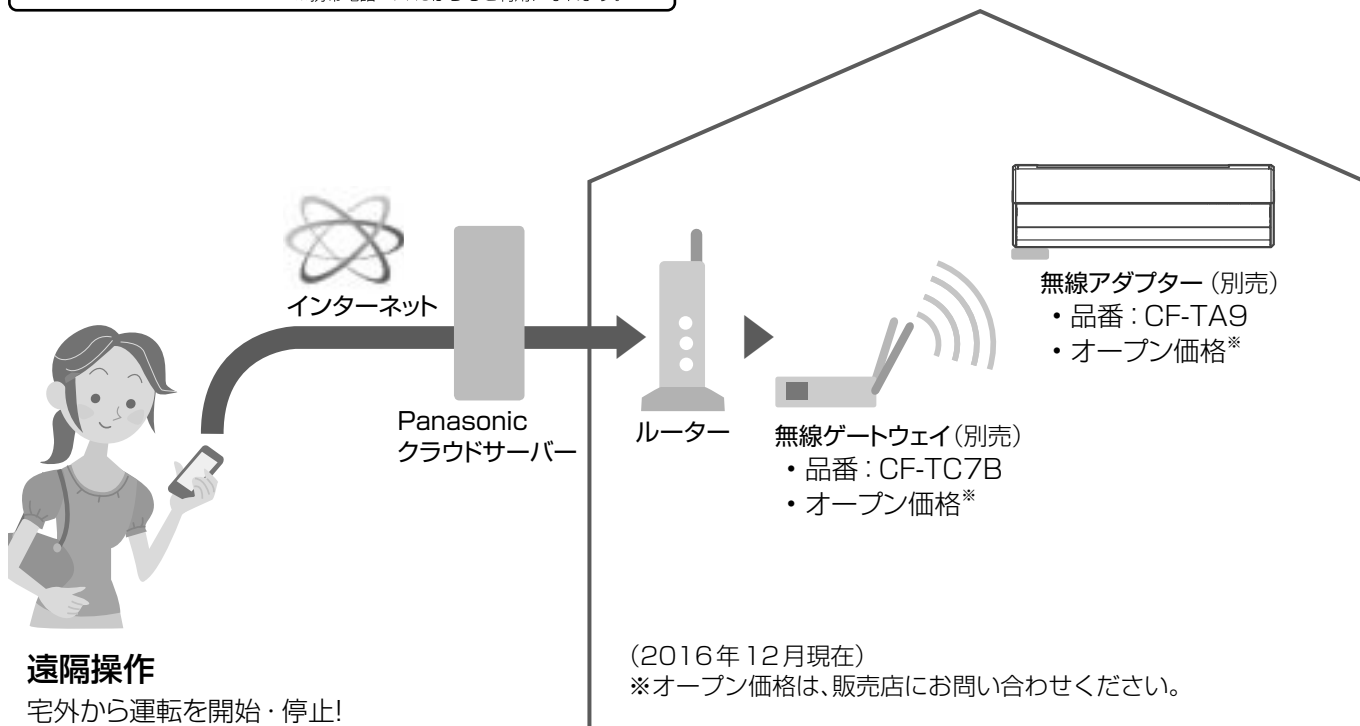 インターネット
Panasonic
クラウドサーバー
ルーター
無線ゲートウェイ(別売)
・品番:CF-TC7B
・オープン価格※
無線アダプター(別売)
・品番:CF-TA9
・オープン価格※
遠隔操作
宅外から運転を開始・停止!
(2016年12月現在)
※オープン価格は、販売店にお問い合わせください。